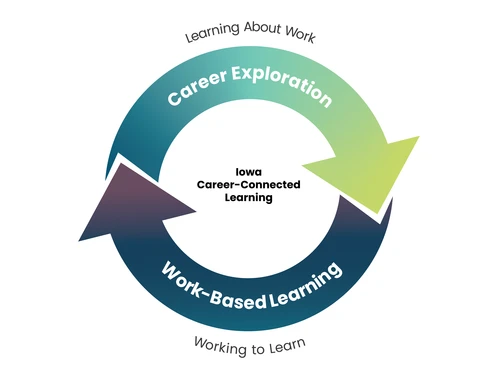 Learning About Work
Career Exploration
Iowa
Career-Connected
Learning
Work-Based Learning
Working to Learn